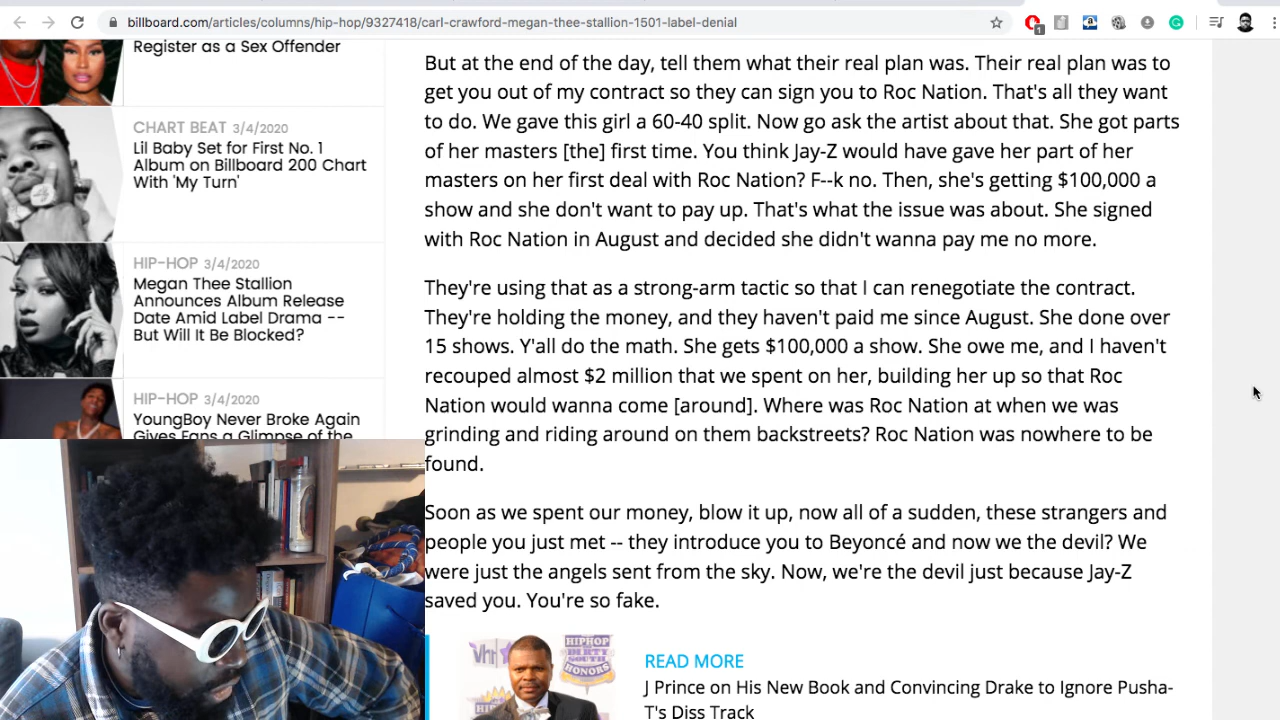 billboard.com/articles/columns/hip-hop/9327418/carl-crawford-megan-thee-stallion-1501-label-denial
1
Register as a Sex Offender
CHART BEAT 3/4/2020
Lil Baby Set for First No. 1
Album on Billboard 200 Chart
With 'My Turn'
HIP-HOP 3/4/2020
Megan Thee Stallion
Announces Album Release
Date Amid Label Drama --
But Will It Be Blocked?
HIP-HOP 3/4/2020
YoungBoy Never Broke Again
Gives Fans a Glimpse of the
But at the end of the day, tell them what their real plan was. Their real plan was to
get you out of my contract so they can sign you to Roc Nation. That's all they want
to do. We gave this girl a 60-40 split. Now go ask the artist about that. She got parts
of her masters [the] first time. You think Jay-Z would have gave her part of her
masters on her first deal with Roc Nation? F--k no. Then, she's getting $100,000 a
show and she don't want to pay up. That's what the issue was about. She signed
with Roc Nation in August and decided she didn't wanna pay me no more.
They're using that as a strong-arm tactic so that I can renegotiate the contract.
They're holding the money, and they haven't paid me since August. She done over
15 shows. Y'all do the math. She gets $100,000 a show. She owe me, and I haven't
recouped almost $2 million that we spent on her, building her up so that Roc
Nation would wanna come [around]. Where was Roc Nation at when we was
grinding and riding around on them backstreets? Roc Nation was nowhere to be
found.
Soon as we spent our money, blow it up, now all of a sudden, these strangers and
people you just met -- they introduce you to Beyoncé and now we the devil? We
were just the angels sent from the sky. Now, we're the devil just because Jay-Z
saved you. You're so fake.
VH1
HIPHOP
DIRTY
SOUTH
HONORS
READ MORE
J Prince on His New Book and Convincing Drake to Ignore Pusha-
T's Diss Track